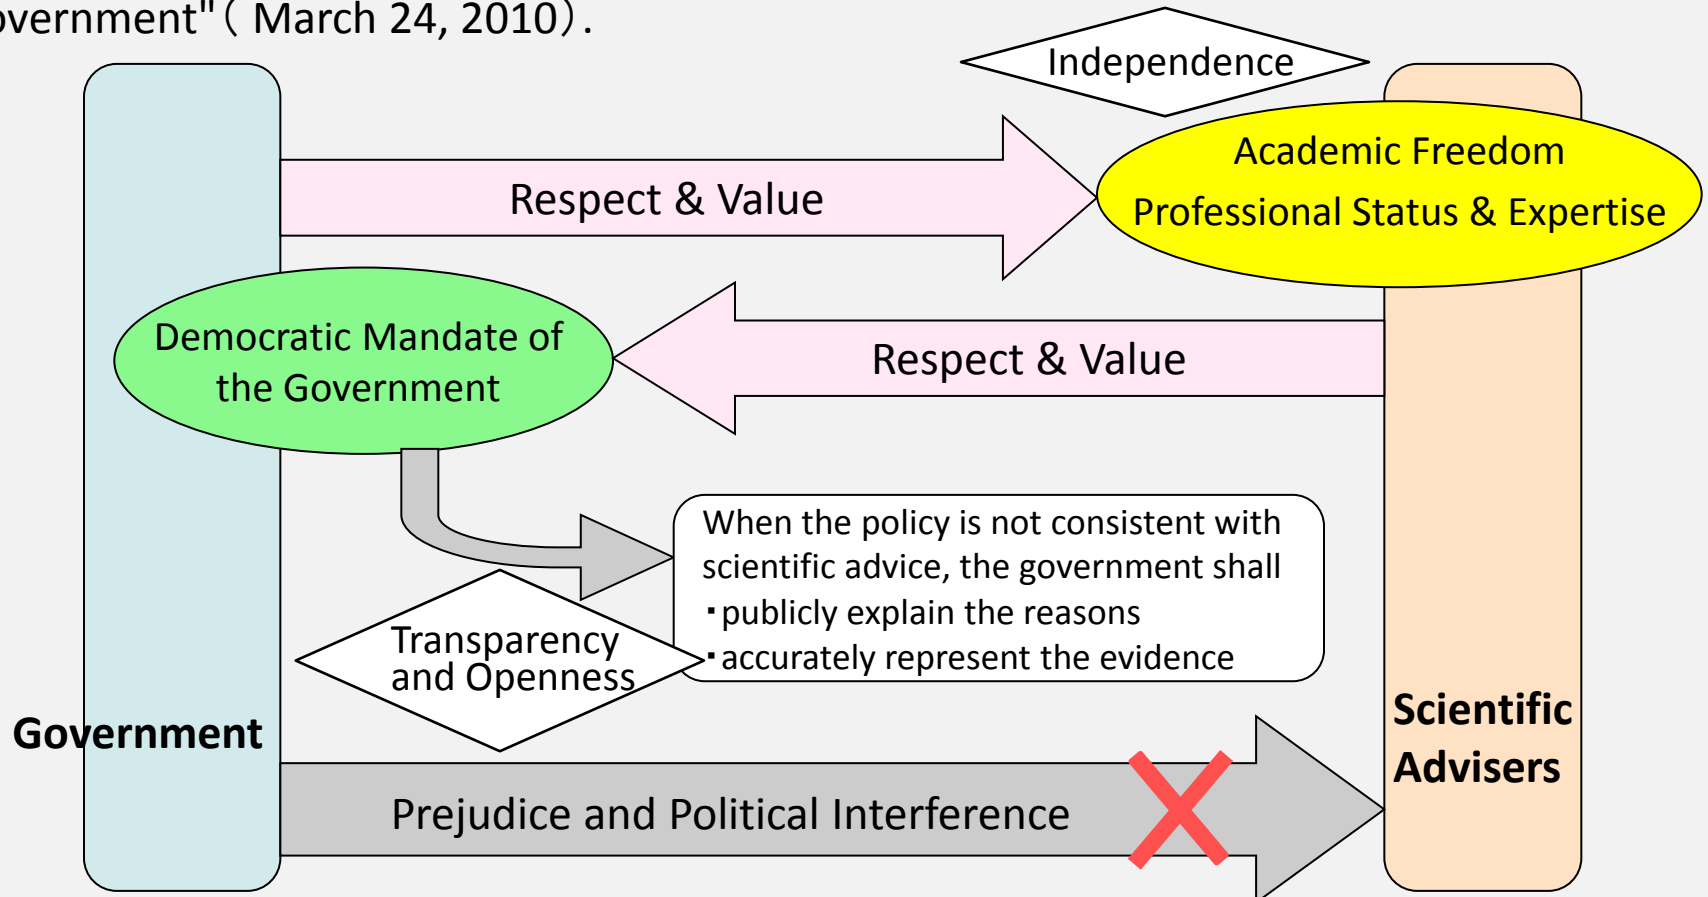 overnment"（ March 24, 2010）.
Independence
Academic Freedom
Professional Status & Expertise
Respect & Value
Democratic Mandate of
the Government
Respect & Value
When the policy is not consistent with
scientific advice, the government shall
・publicly explain the reasons
・accurately represent the evidence
Transparency
and Openness
Government
Scientific
Advisers
Prejudice and Political Interference